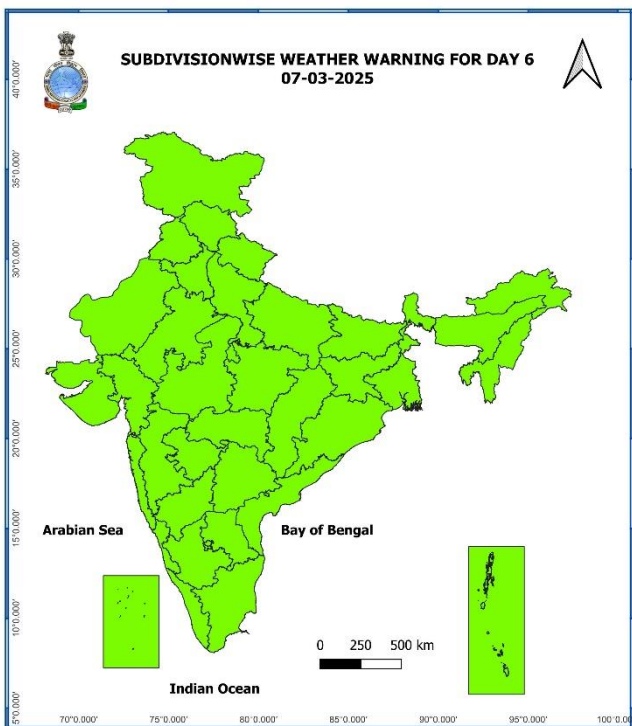 SUBDIVISIONWISE WEATHER WARNING FOR DAY 6
07-03-2025
40°0.000'
35°0.000'
30°0.000'
25°0.000'
20°0.000'
15°0.000'
10°0.000'
5°0.000'
Arabian Sea
Bay of Bengal
0 250 500 km
Indian Ocean
70°0.000' 75°0.000' 80°0.000' 85°0.000' 90°0.000' 95°0.000' 100°0.0